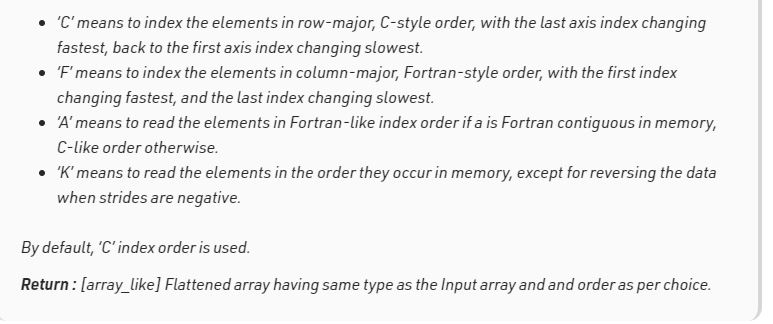 • 'C' means to index the elements in row-major, C-style order, with the last axis index changing
fastest, back to the first axis index changing slowest.
• 'F' means to index the elements in column-major, Fortran-style order, with the first index
changing fastest, and the last index changing slowest.
• 'A' means to read the elements in Fortran-like index order if a is Fortran contiguous in memory,
C-like order otherwise.
• 'K' means to read the elements in the order they occur in memory, except for reversing the data
when strides are negative.
By default, 'C' index order is used.
Return : [array_like] Flattened array having same type as the Input array and and order as per choice.